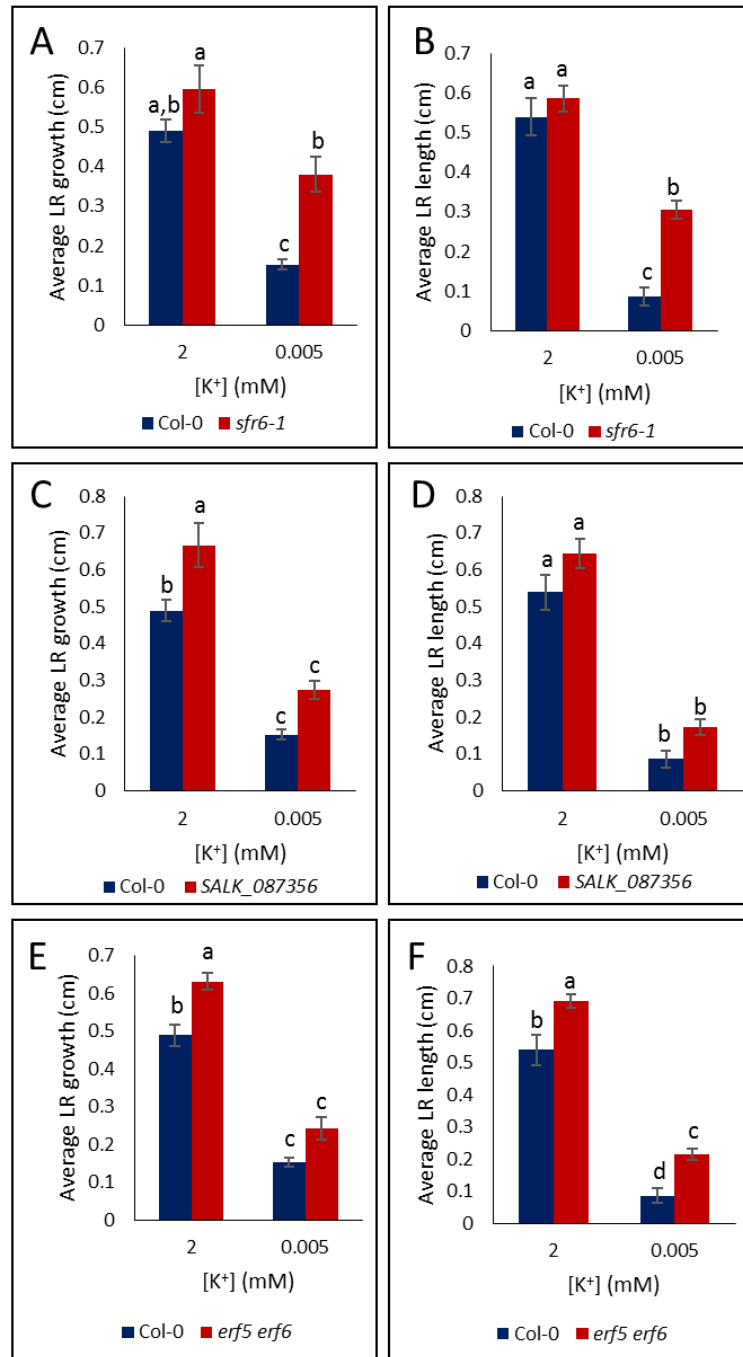 A
Average LR growth (cm)
0.7
0.6
0.5
0.4
0.3
0.2
0.1
0
a,b
a
c
b
2
0.005
[K⁺] (mM)
Col-0 sfr6-1
B
Average LR length (cm)
0.7
0.6
0.5
0.4
0.3
0.2
0.1
0
a
a
c
b
2
0.005
[K⁺] (mM)
Col-0 sfr6-1
C
Average LR growth (cm)
0.8
0.7
0.6
0.5
0.4
0.3
0.2
0.1
0
b
a
c
c
2
0.005
[K⁺] (mM)
Col-0 SALK_087356
D
Average LR length (cm)
0.8
0.7
0.6
0.5
0.4
0.3
0.2
0.1
0
a
a
b
b
2
0.005
[K⁺] (mM)
Col-0 SALK_087356
E
Average LR growth (cm)
0.7
0.6
0.5
0.4
0.3
0.2
0.1
0
b
a
c
c
2
0.005
[K⁺] (mM)
Col-0 erf5 erf6
F
Average LR length (cm)
0.8
0.7
0.6
0.5
0.4
0.3
0.2
0.1
0
b
a
d
c
2
0.005
[K⁺] (mM)
Col-0 erf5 erf6